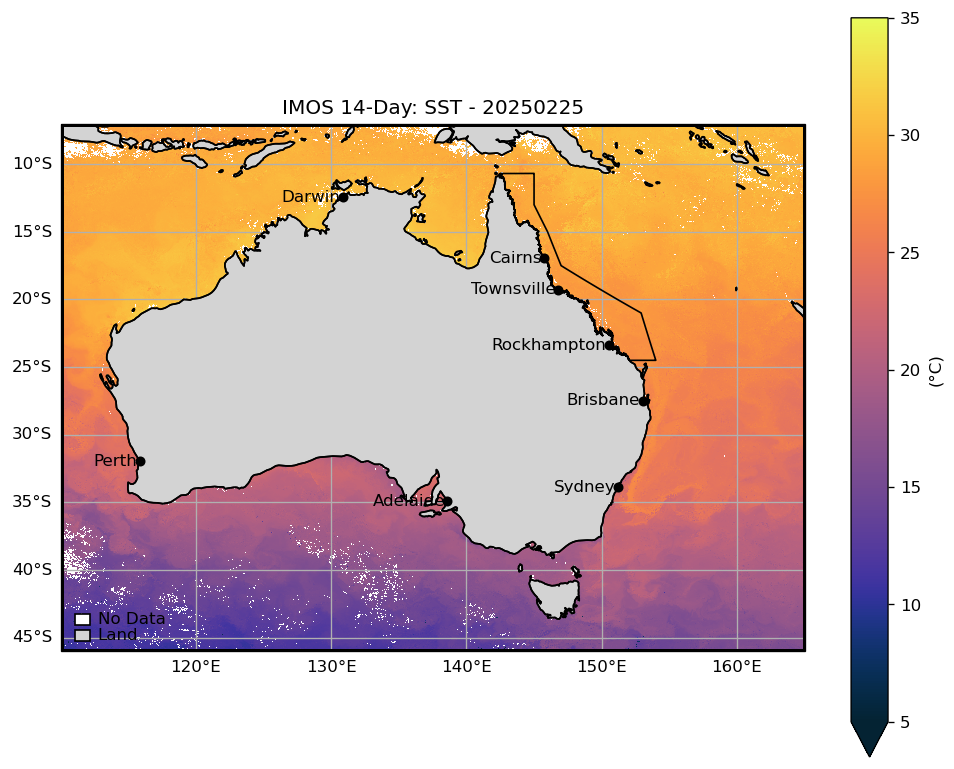 IMOS 14-Day: SST - 20250225
35
30
25
20
15
10
5
(°C)
10°S
15°S
20°S
25°S
30°S
35°S
40°S
45°S
Darwin
Cairns
Townsville
Rockhampton
Brisbane
Perth
Sydney
Adelaide
No Data
Land
120°E
130°E
140°E
150°E
160°E